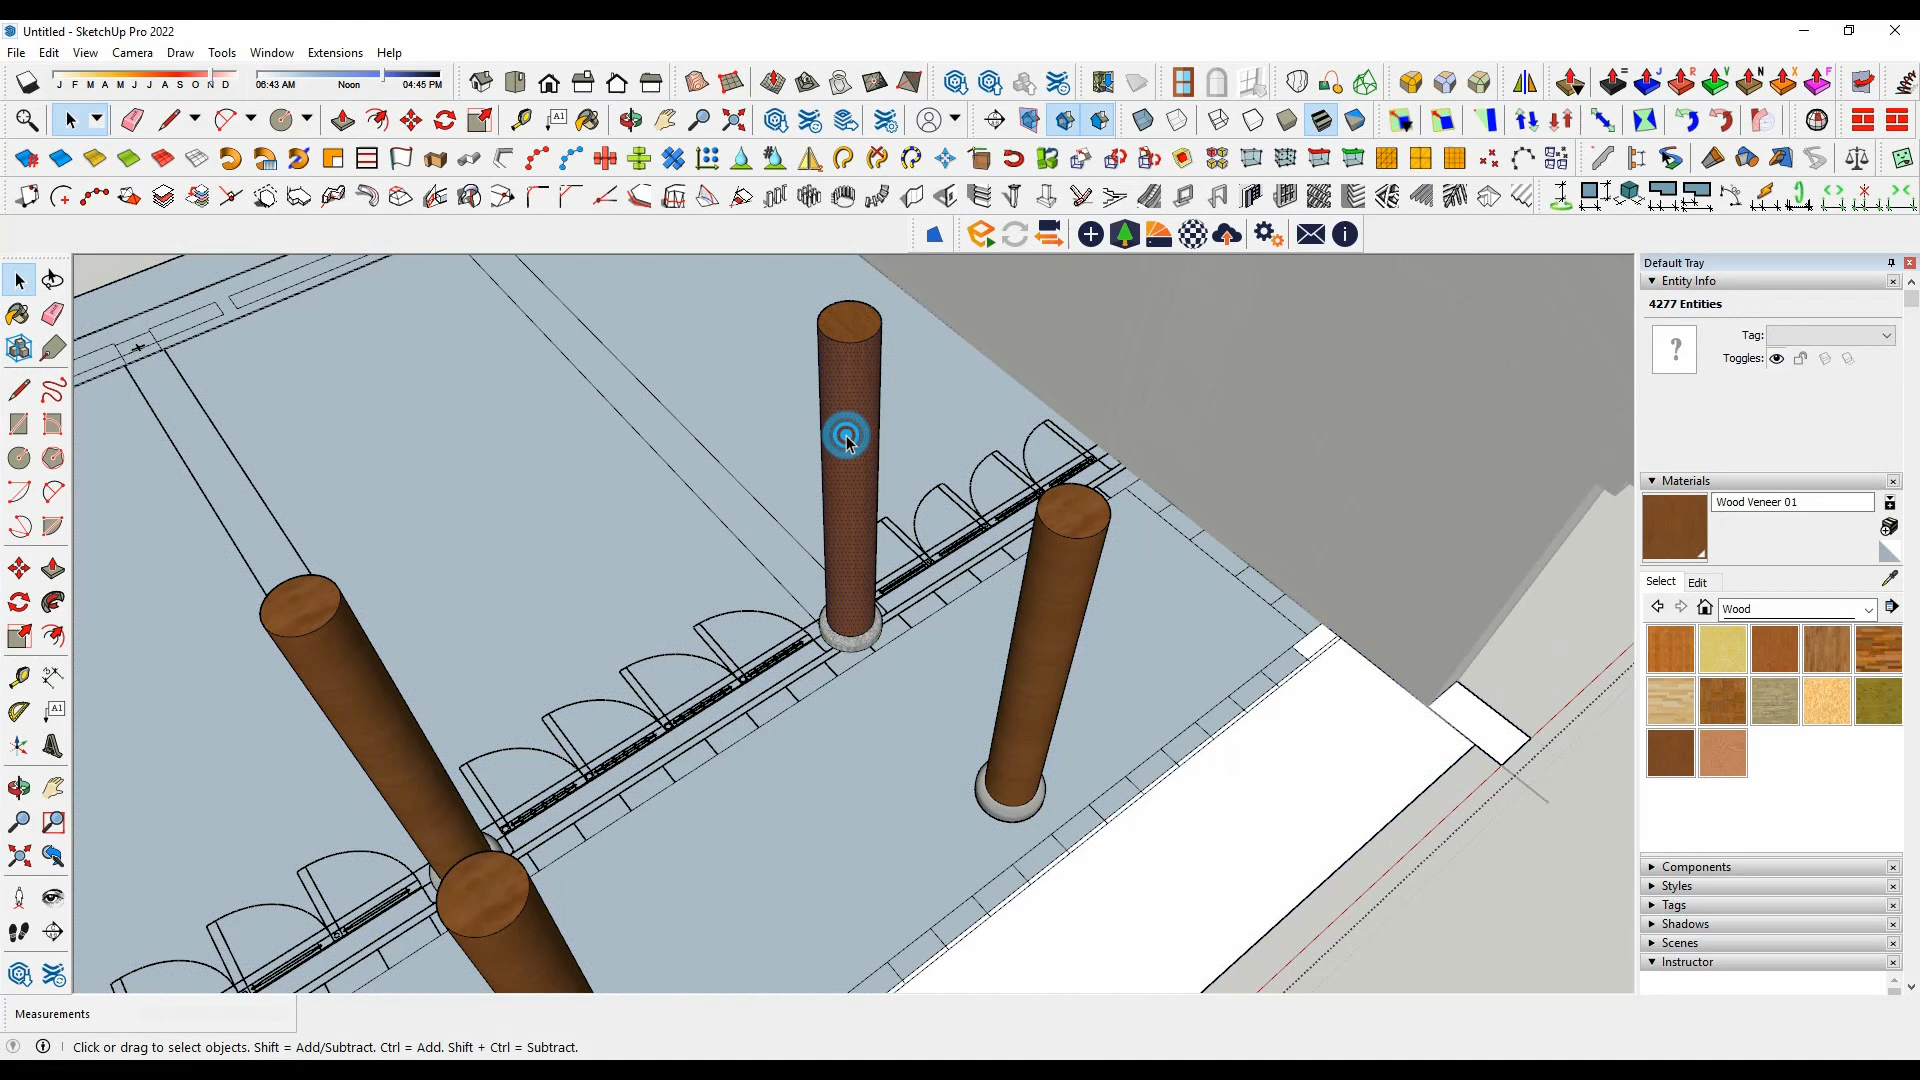 Untitled - SketchUp Pro 2022
File Edit View Camera Draw Tools Window Extensions Help
J F M A M J J A S O N D
06:43 AM Noon 04:45 PM
A1
Default Tray
Entity Info
4277 Entities
?
Tag:
Toggles:
Materials
Wood Veneer 01
Select Edit
Wood
A1
Components
Styles
Tags
Shadows
Scenes
Instructor
Measurements
Click or drag to select objects. Shift = Add/Subtract. Ctrl = Add. Shift + Ctrl = Subtract.